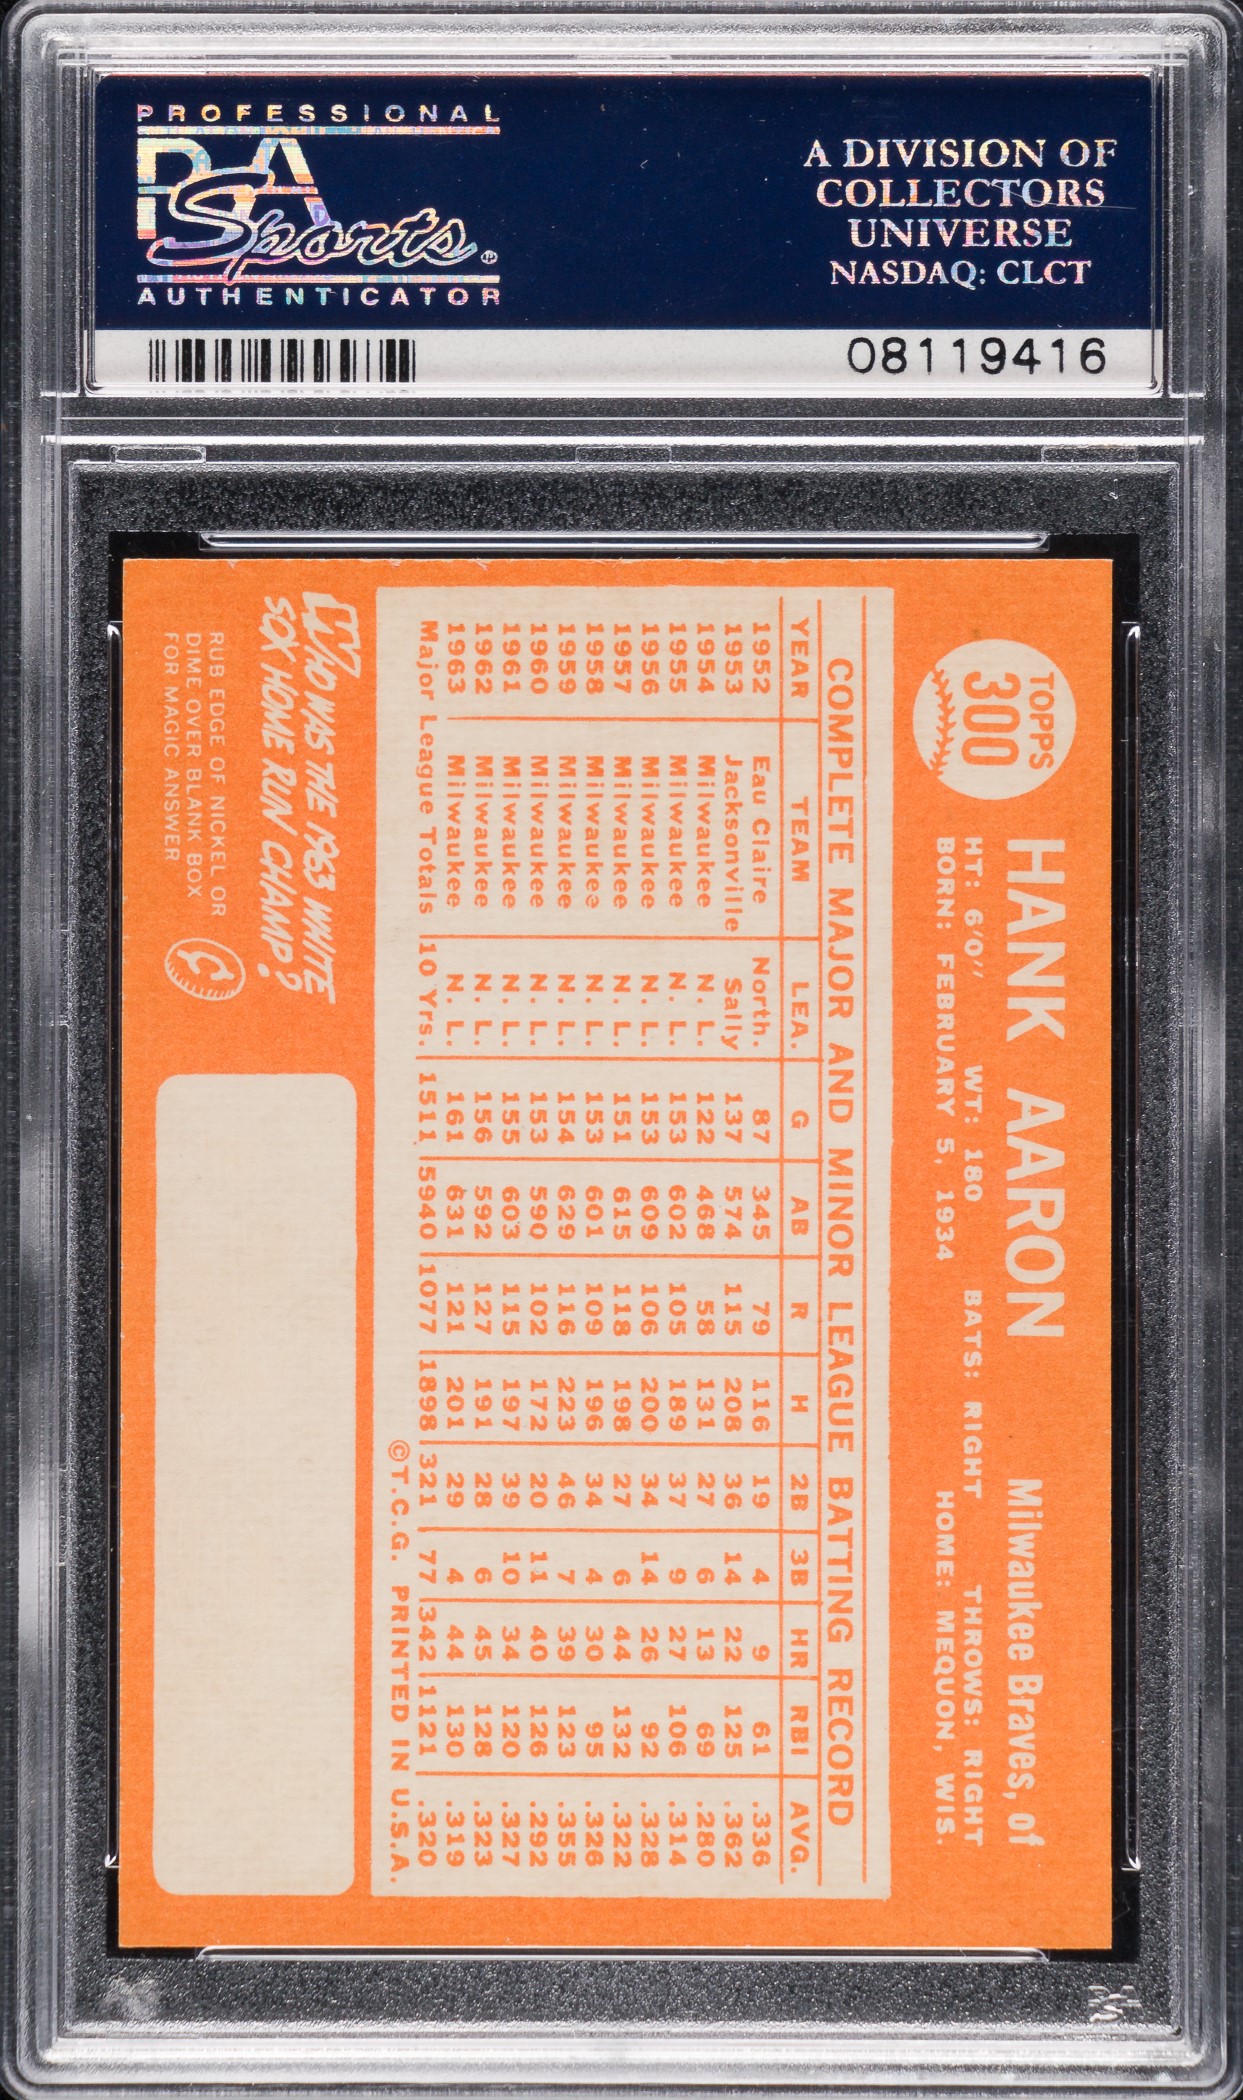 PROFESSIONAL
PSA
Sports®
AUTHENTICATOR
A DIVISION OF
COLLECTORS
UNIVERSE
NASDAQ: CLCT
08119416
TOPPS
300
HANK AARON Milwaukee Braves, of
HT: 6'0" WT: 180 BATS: RIGHT THROWS: RIGHT
BORN: FEBRUARY 5, 1934 HOME: MEQUON, WIS.
COMPLETE MAJOR AND MINOR LEAGUE BATTING RECORD
YEAR TEAM LEA. G AB R H 2B 3B HR RBI AVG.
1952 Eau Claire North. 87 345 79 116 19 4 9 61 .336
1953 Jacksonville Sally 137 574 115 208 36 14 22 125 .362
1954 Milwaukee N. L. 122 468 58 131 27 6 13 69 .280
1955 Milwaukee N. L. 153 602 105 189 37 9 27 106 .314
1956 Milwaukee N. L. 153 609 106 200 34 14 26 92 .328
1957 Milwaukee N. L. 151 615 118 198 27 6 44 132 .322
1958 Milwaukee N. L. 153 601 109 196 34 4 30 95 .326
1959 Milwaukee N. L. 154 629 116 223 46 7 39 123 .355
1960 Milwaukee N. L. 153 590 102 172 20 11 40 126 .292
1961 Milwaukee N. L. 155 603 115 197 39 10 34 120 .327
1962 Milwaukee N. L. 156 592 127 191 28 6 45 128 .323
1963 Milwaukee N. L. 161 631 121 201 29 4 44 130 .319
Major League Totals 10 Yrs. 1511 5940 1077 1898 321 77 342 1121 .320
©T.C.G. PRINTED IN U.S.A.
WHO WAS THE 1963 WHITE
SOX HOME RUN CHAMP?
RUB EDGE OF NICKEL OR
DIME OVER BLANK BOX
FOR MAGIC ANSWER
PSA